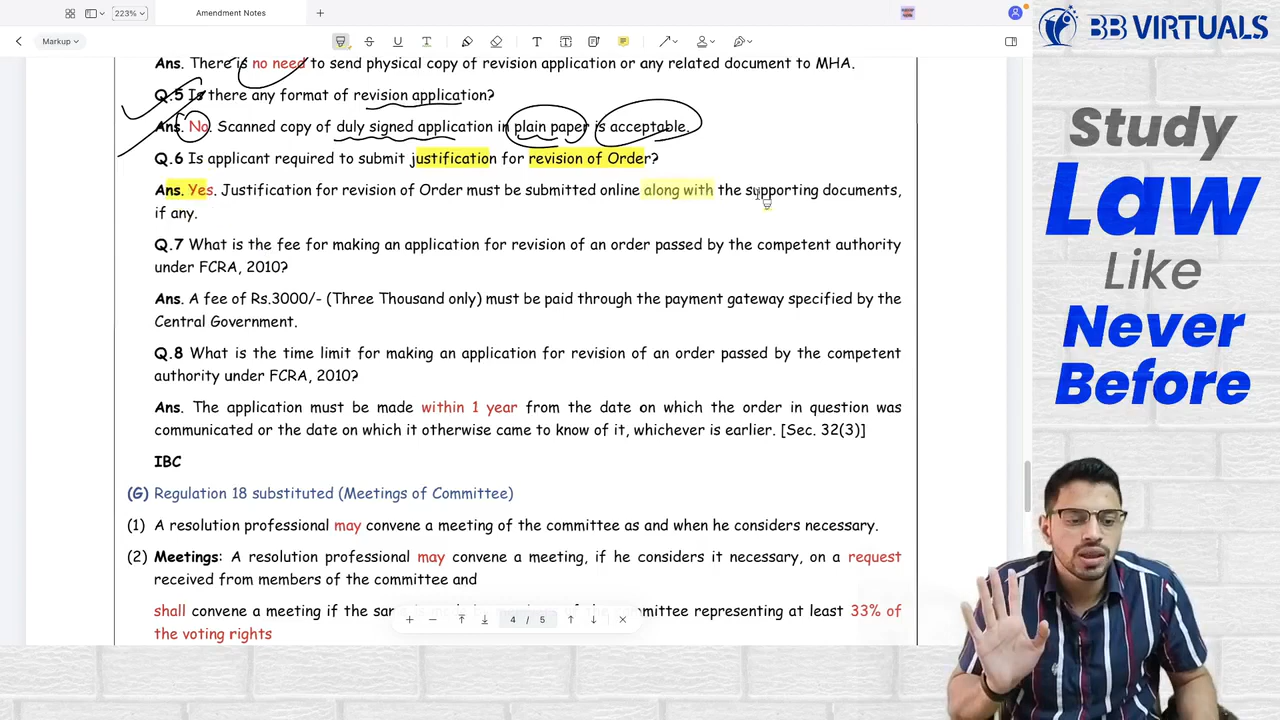 223%
Amendment Notes
Markup
BB VIRTUALS
Ans. There is no need to send physical copy of revision application or any related document to MHA.
Q.5 Is there any format of revision application?
Ans. No. Scanned copy of duly signed application in plain paper is acceptable.
Q.6 Is applicant required to submit justification for revision of Order?
Ans. Yes. Justification for revision of Order must be submitted online along with the supporting documents,
if any.
Q.7 What is the fee for making an application for revision of an order passed by the competent authority
under FCRA, 2010?
Ans. A fee of Rs.3000/- (Three Thousand only) must be paid through the payment gateway specified by the
Central Government.
Q.8 What is the time limit for making an application for revision of an order passed by the competent
authority under FCRA, 2010?
Ans. The application must be made within 1 year from the date on which the order in question was
communicated or the date on which it otherwise came to know of it, whichever is earlier. [Sec. 32(3)]
IBC
(G) Regulation 18 substituted (Meetings of Committee)
(1) A resolution professional may convene a meeting of the committee as and when he considers necessary.
(2) Meetings: A resolution professional may convene a meeting, if he considers it necessary, on a request
received from members of the committee and
shall convene a meeting if the committee representing at least 33% of
the voting rights
4 / 5
Study
Law
Like
Never
Before